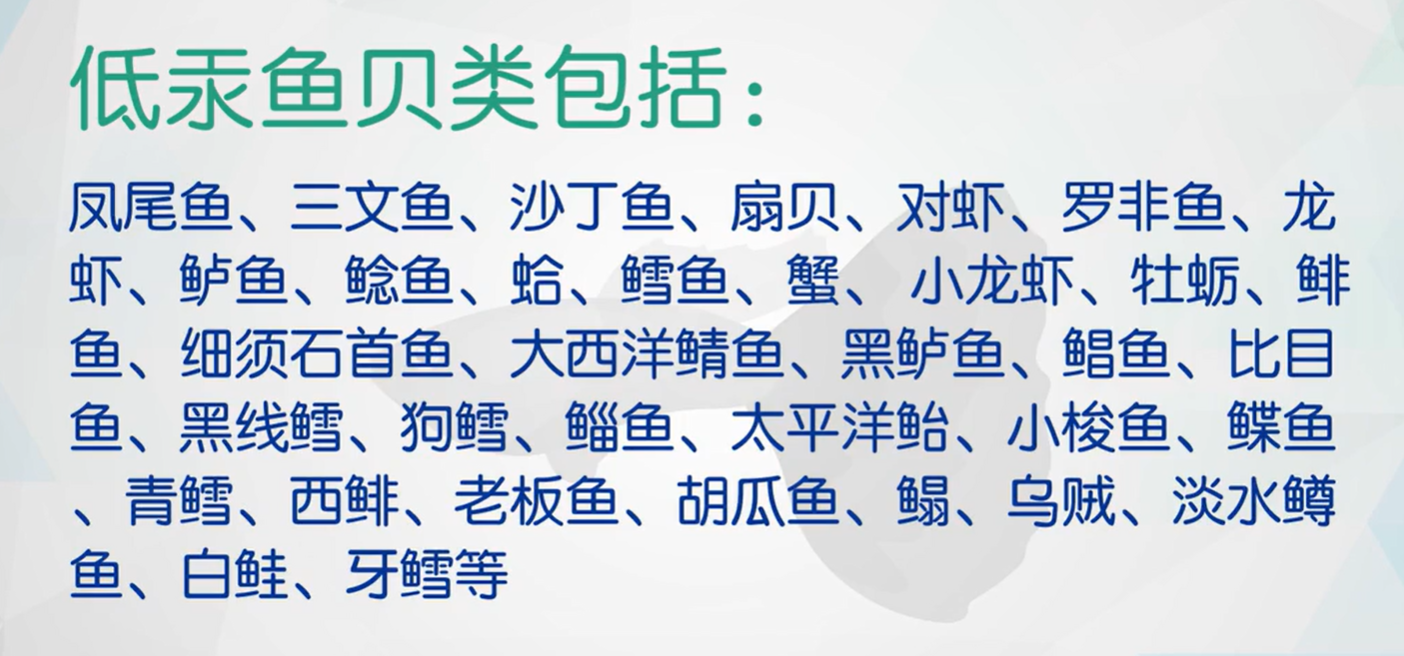 低汞鱼贝类包括：
凤尾鱼、三文鱼、沙丁鱼、扇贝、对虾、罗非鱼、龙
虾、鲈鱼、鲶鱼、蛤、鳕鱼、蟹、 小龙虾、牡蛎、鲱
鱼、细须石首鱼、大西洋鲭鱼、黑鲈鱼、鲳鱼、比目
鱼、黑线鳕、狗鳕、鲻鱼、太平洋鲐、小梭鱼、鲽鱼
、青鳕、西鲱、老板鱼、胡瓜鱼、鳎、乌贼、淡水鳟
鱼、白鲑、牙鳕等